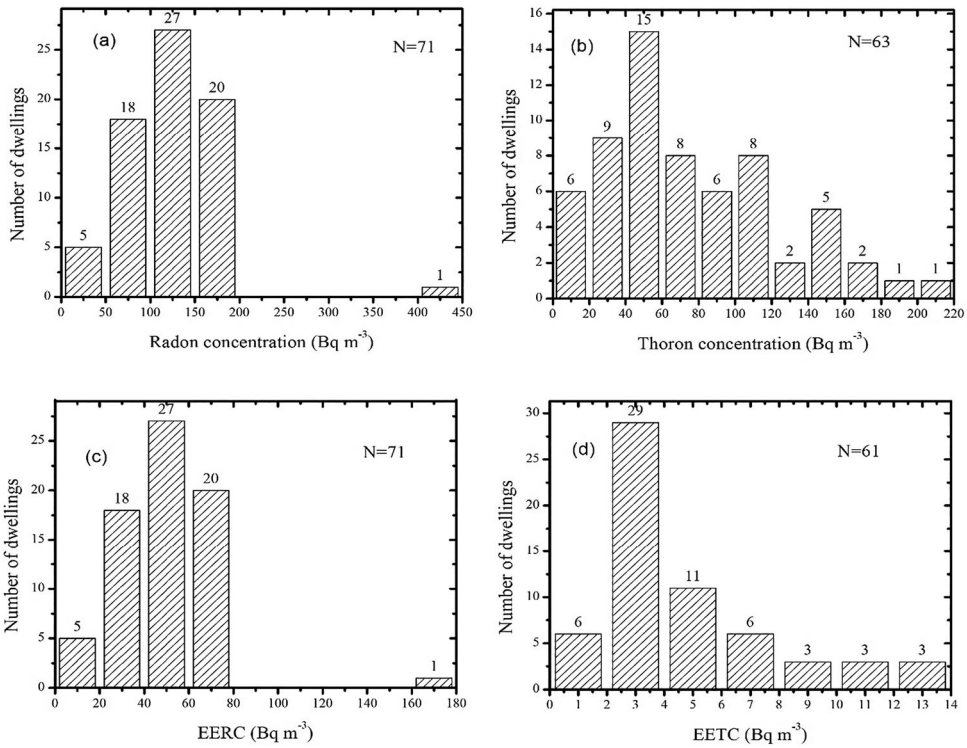 (a)
N=71
Number of dwellings
25
20
15
10
5
0
5
18
27
20
1
0 50 100 150 200 250 300 350 400 450
Radon concentration (Bq m-3)
(b)
N=63
Number of dwellings
16
14
12
10
8
6
4
2
0
6
9
15
8
6
8
2
5
2
1
1
0 20 40 60 80 100 120 140 160 180 200 220
Thoron concentration (Bq m-3)
(c)
N=71
Number of dwellings
25
20
15
10
5
0
5
18
27
20
1
0 20 40 60 80 100 120 140 160 180
EERC (Bq m-3)
(d)
N=61
Number of dwellings
30
25
20
15
10
5
0
6
29
11
6
3
3
3
0 1 2 3 4 5 6 7 8 9 10 11 12 13 14
EETC (Bq m-3)